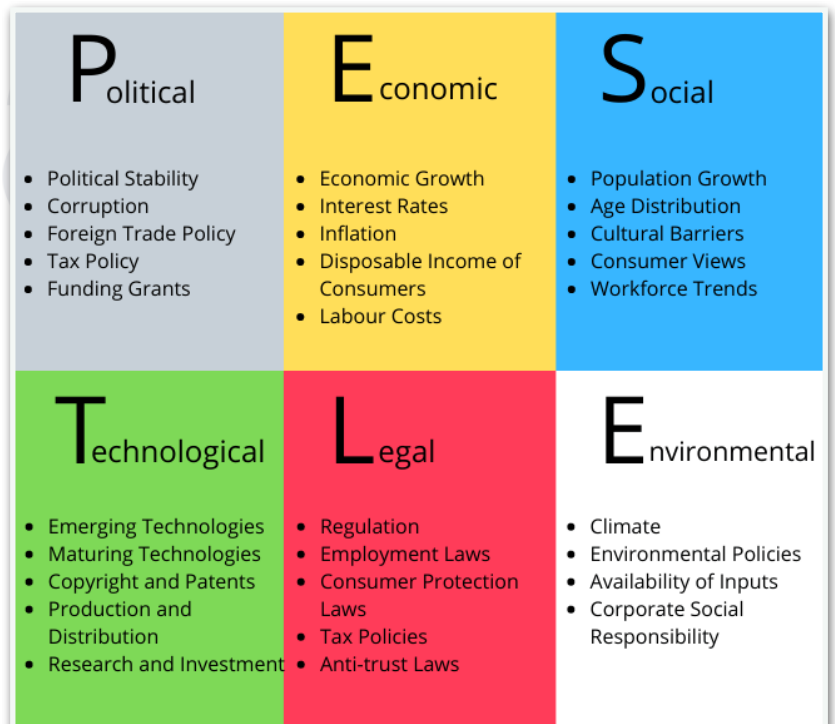 Political
• Political Stability
• Corruption
• Foreign Trade Policy
• Tax Policy
• Funding Grants
Economic
• Economic Growth
• Interest Rates
• Inflation
• Disposable Income of
Consumers
• Labour Costs
Social
• Population Growth
• Age Distribution
• Cultural Barriers
• Consumer Views
• Workforce Trends
Technological
• Emerging Technologies
• Maturing Technologies
• Copyright and Patents
• Production and
Distribution
• Research and Investment
Legal
• Regulation
• Employment Laws
• Consumer Protection
Laws
• Tax Policies
• Anti-trust Laws
Environmental
• Climate
• Environmental Policies
• Availability of Inputs
• Corporate Social
Responsibility